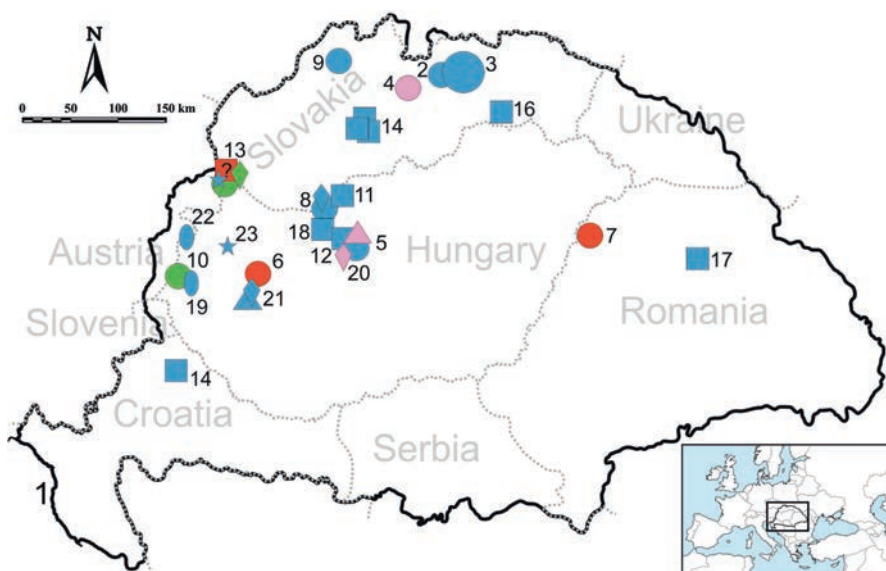 N
0 50 100 150 km
9
2
3
4
Slovakia
14
16
Ukraine
13
?
8
11
22
18
23
Austria
12
5
Hungary
7
10
6
20
17
19
21
Slovenia
Romania
14
Croatia
Serbia
1